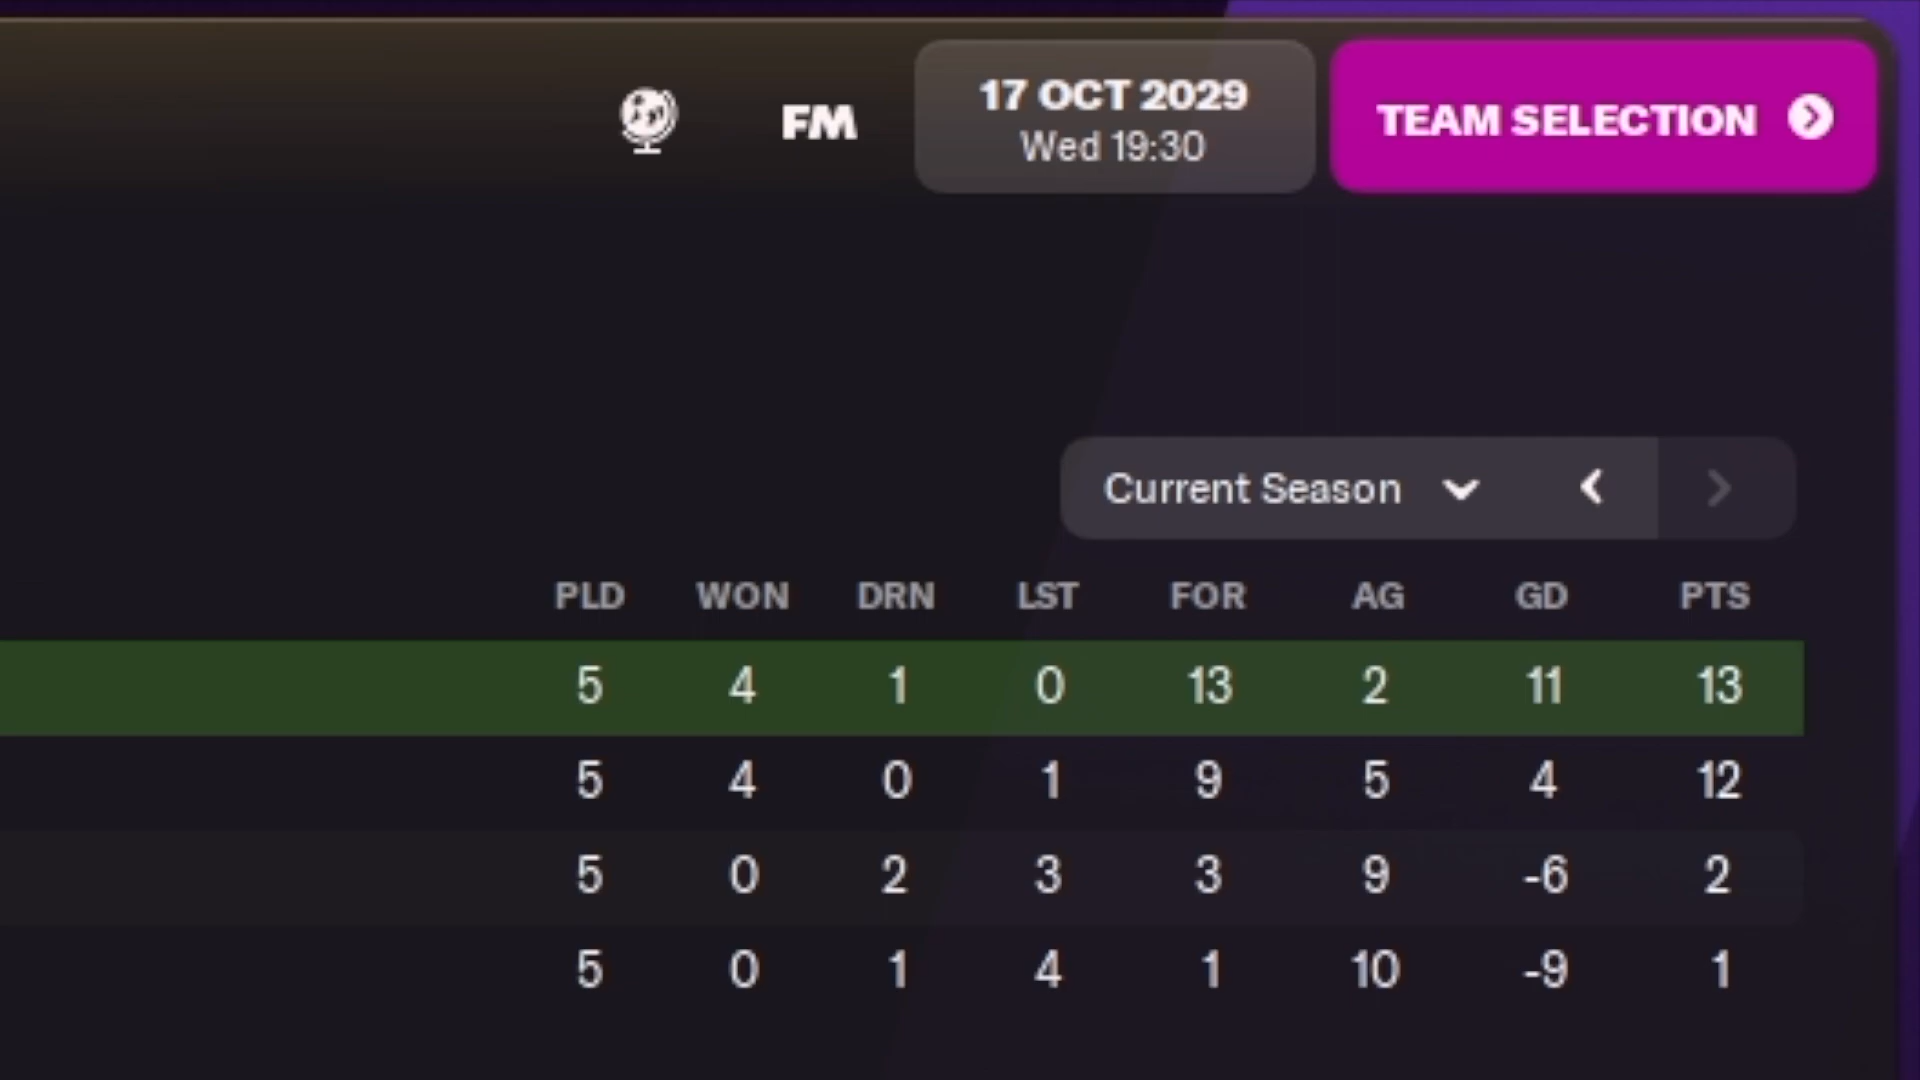 FM
17 OCT 2029
Wed 19:30
TEAM SELECTION
Current Season
PLD WON DRN LST FOR AG GD PTS
5 4 1 0 13 2 11 13
5 4 0 1 9 5 4 12
5 0 2 3 3 9 -6 2
5 0 1 4 1 10 -9 1